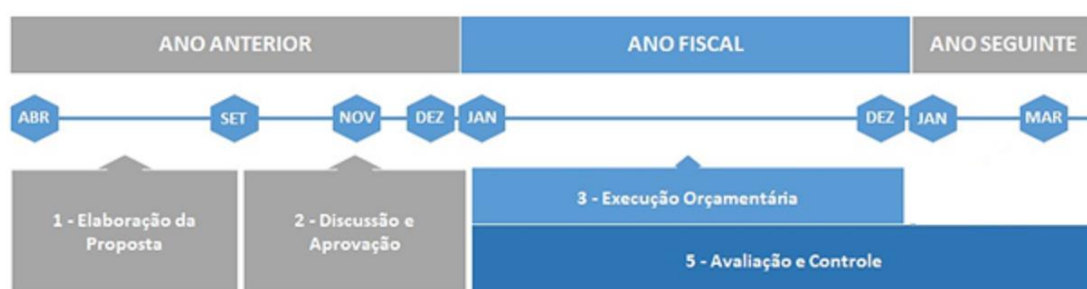 ANO ANTERIOR
ANO FISCAL
ANO SEGUINTE
ABR
SET
NOV
DEZ
JAN
DEZ
JAN
MAR
1 - Elaboração da
Proposta
2 - Discussão e
Aprovação
3 - Execução Orçamentária
5 - Avaliação e Controle